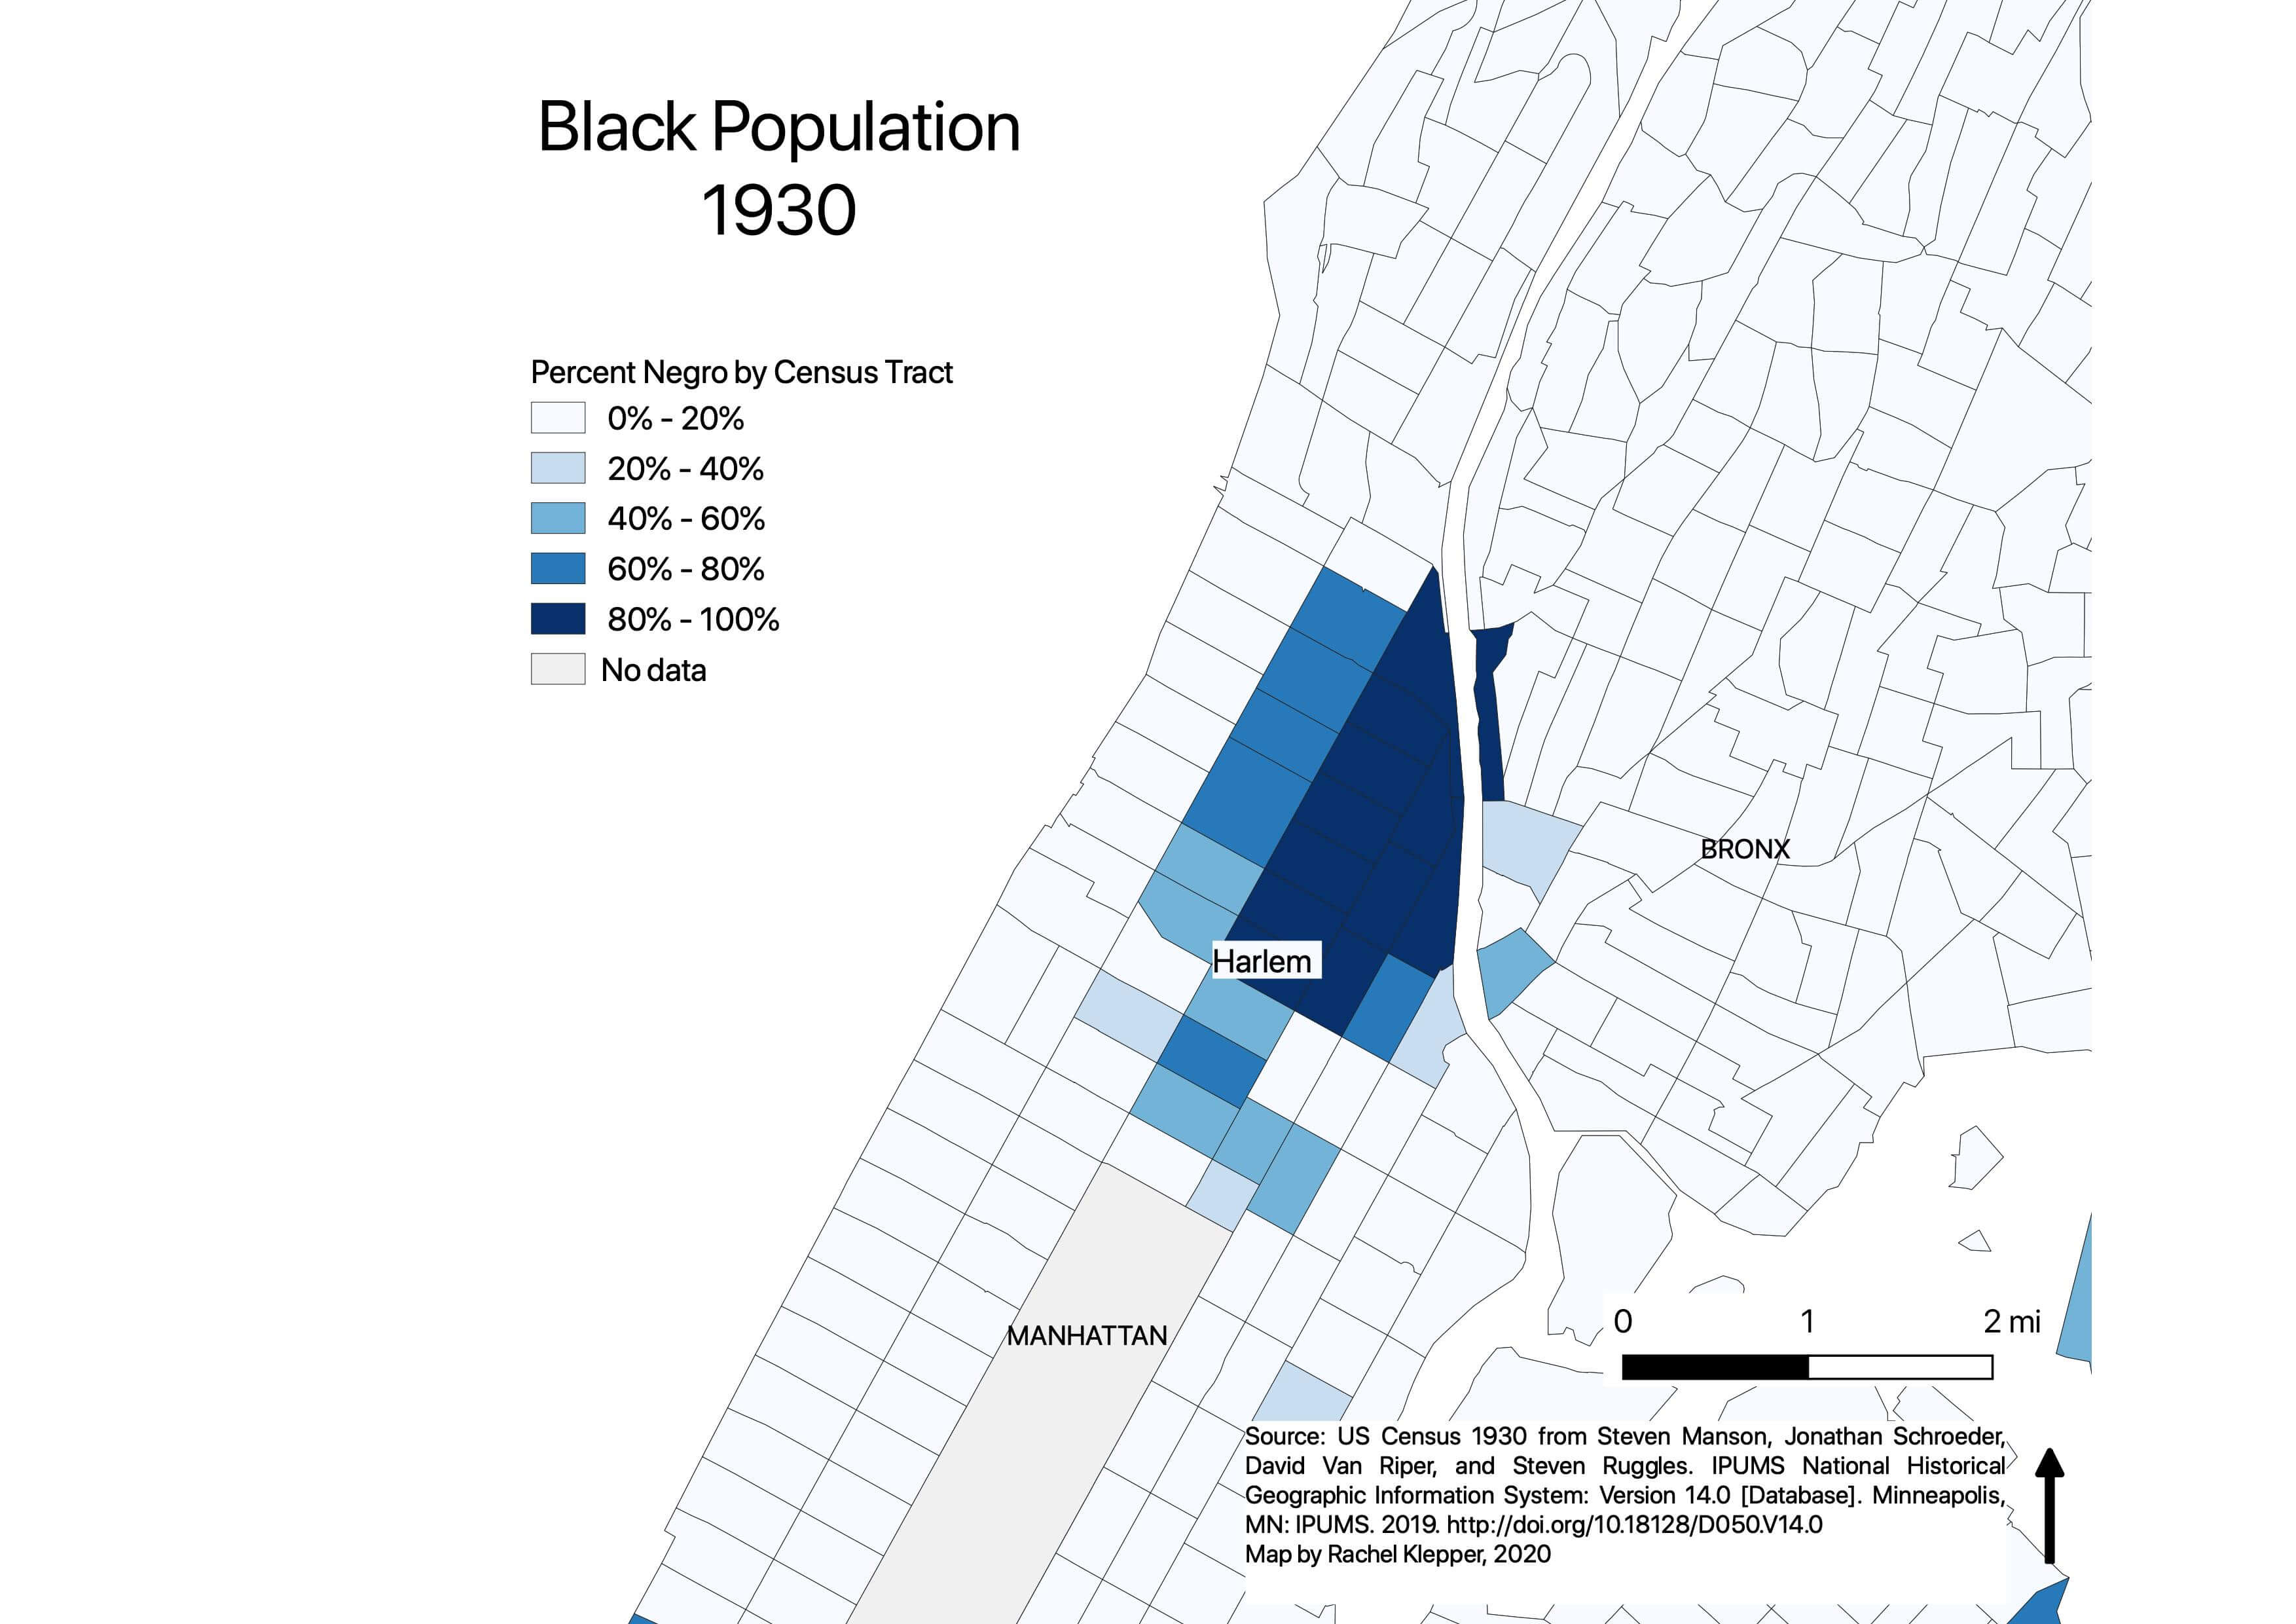 Black Population
1930
Percent Negro by Census Tract
0% - 20%
20% - 40%
40% - 60%
60% - 80%
80% - 100%
No data
BRONX
Harlem
MANHATTAN
0 1 2 mi
Source: US Census 1930 from Steven Manson, Jonathan Schroeder,
David Van Riper, and Steven Ruggles. IPUMS National Historical
Geographic Information System: Version 14.0 [Database]. Minneapolis,
MN: IPUMS. 2019. http://doi.org/10.18128/D050.V14.0
Map by Rachel Klepper, 2020